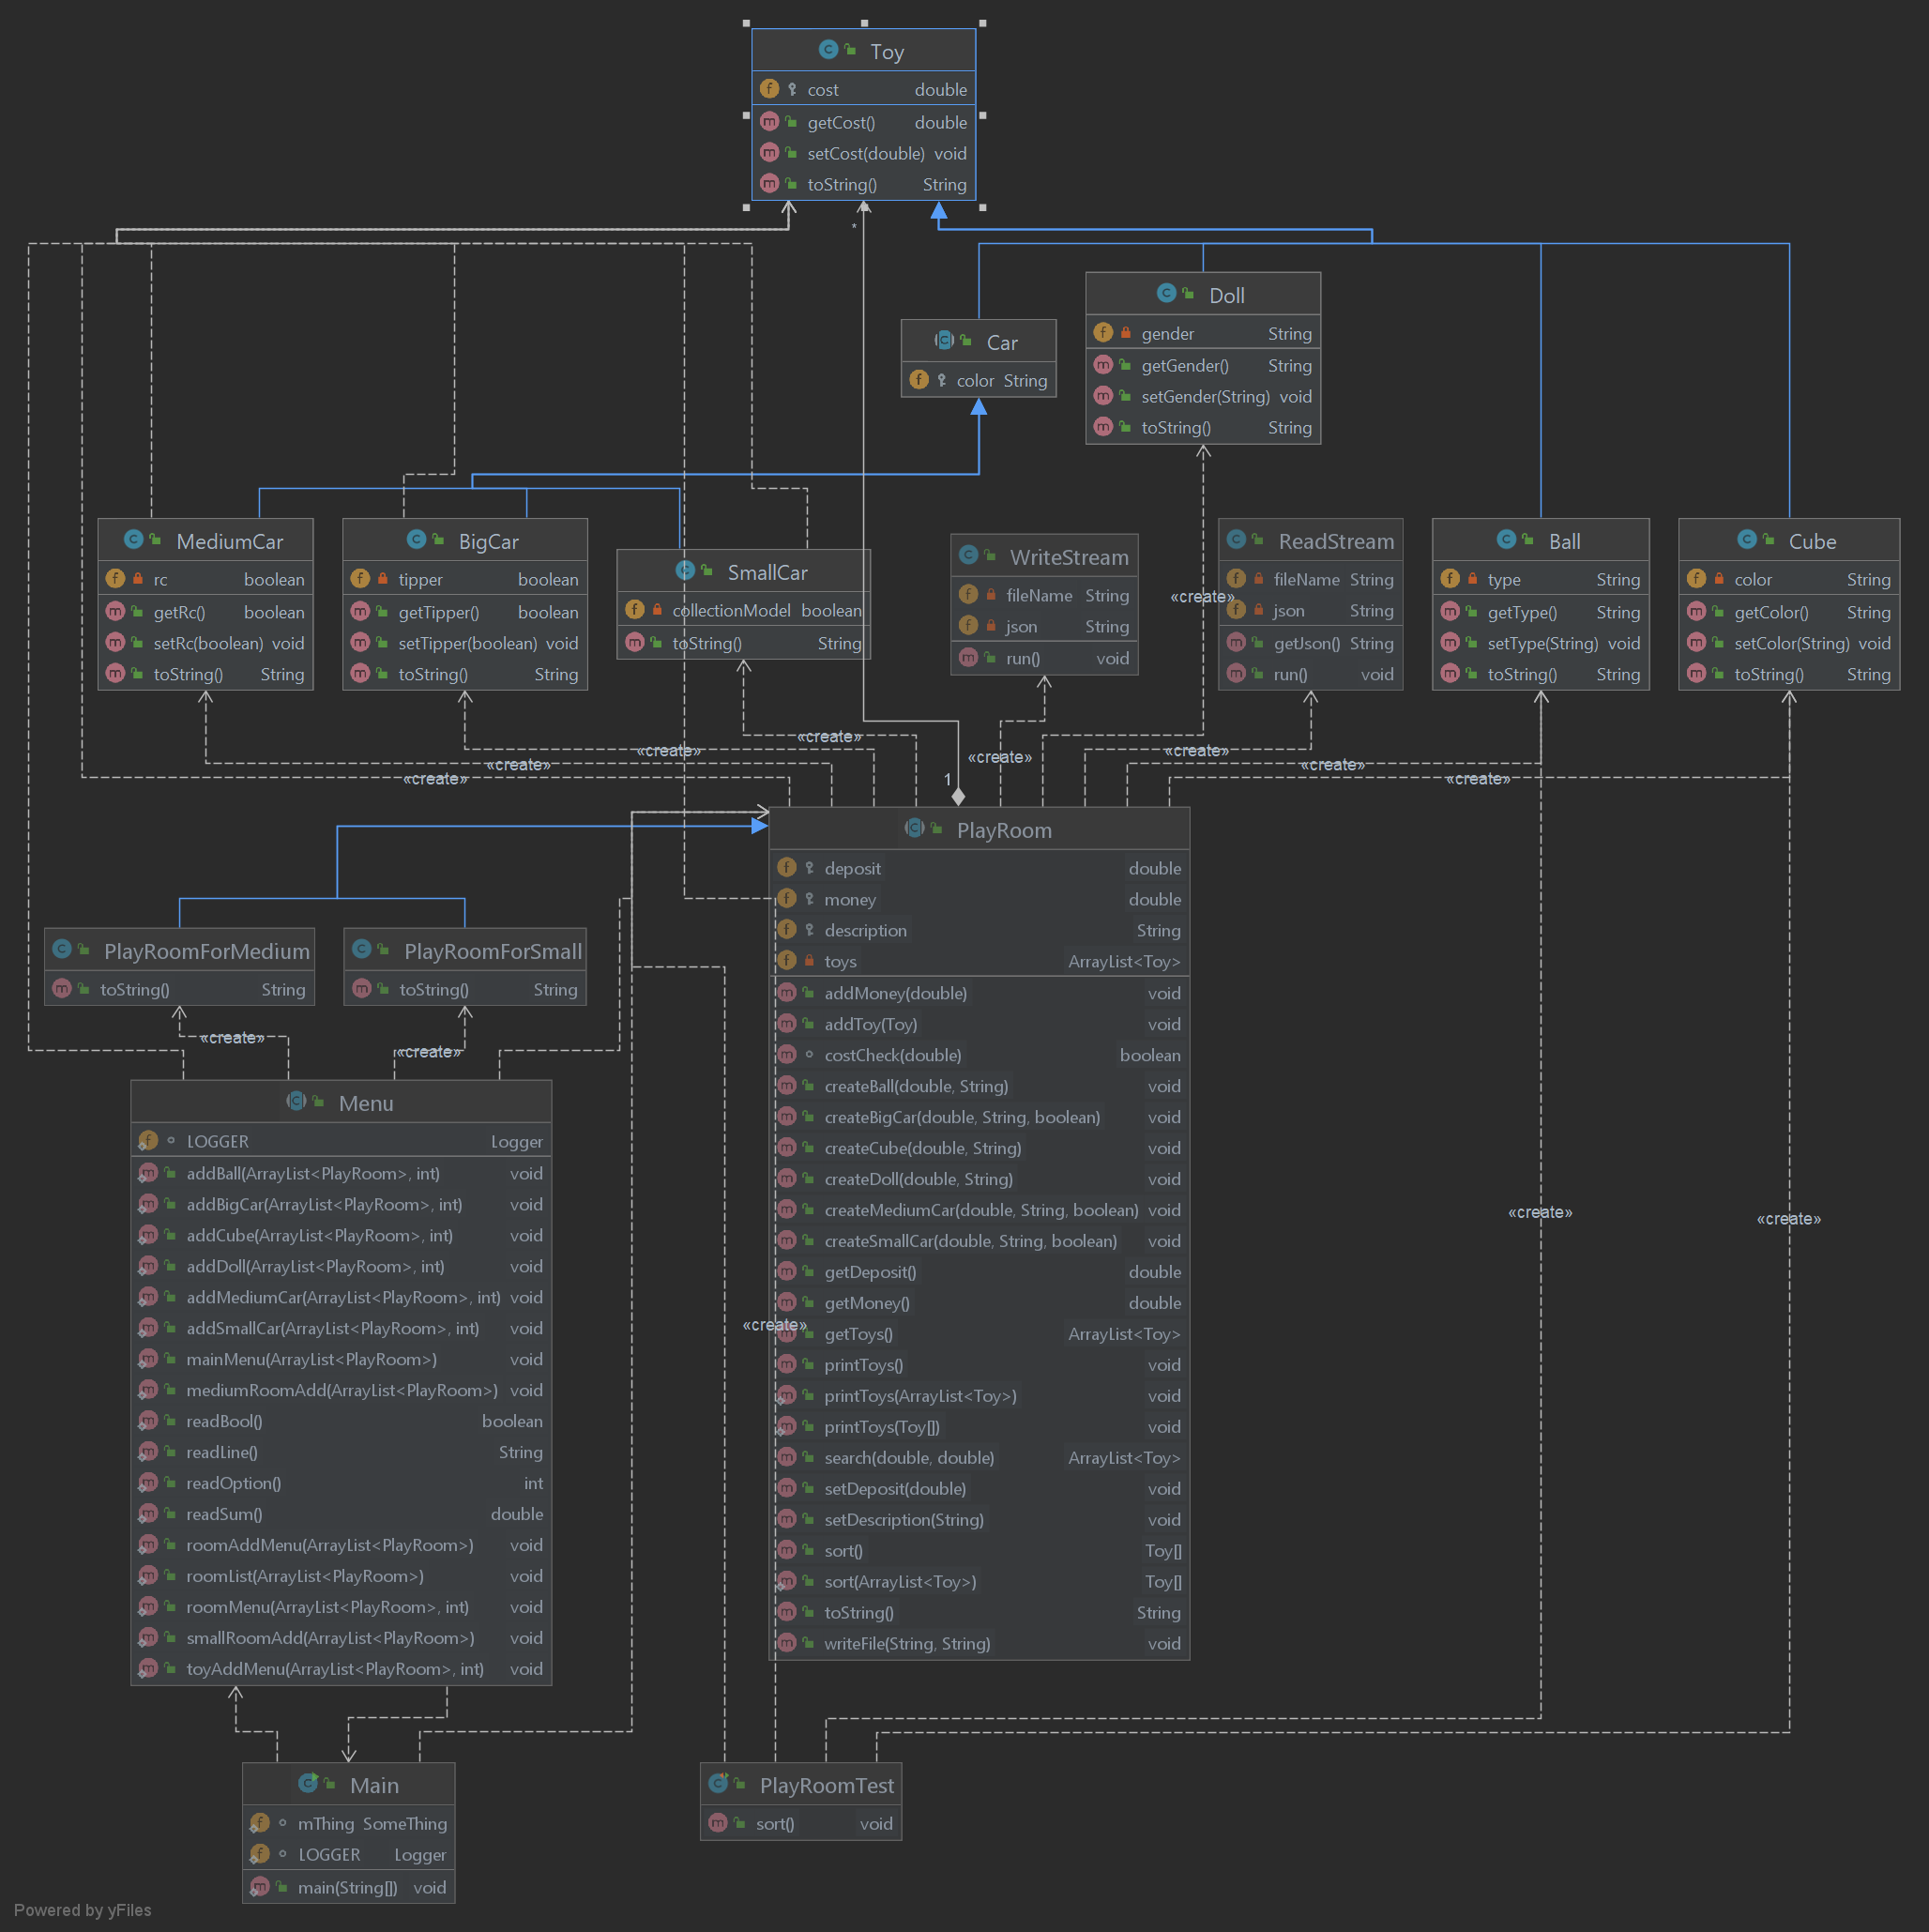 Toy
cost double
getCost() double
setCost(double) void
toString() String
*
Doll
gender String
getGender() String
setGender(String) void
toString() String
Car
color String
MediumCar
rc boolean
getRc() boolean
setRc(boolean) void
toString() String
BigCar
tipper boolean
getTipper() boolean
setTipper(boolean) void
toString() String
SmallCar
collectionModel boolean
toString() String
WriteStream
fileName String
json String
run() void
«create»
ReadStream
fileName String
json String
getJson() String
run() void
Ball
type String
getType() String
setType(String) void
toString() String
Cube
color String
getColor() String
setColor(String) void
toString() String
«create»
«create»
«create»
«create»
«create»
«create»
«create»
«create»
1
PlayRoom
deposit double
money double
description String
toys ArrayList<Toy>
addMoney(double) void
addToy(Toy) void
costCheck(double) boolean
createBall(double, String) void
createBigCar(double, String, boolean) void
createCube(double, String) void
createDoll(double, String) void
createMediumCar(double, String, boolean) void
createSmallCar(double, String, boolean) void
getDeposit() double
getMoney() double
getToys() ArrayList<Toy>
printToys() void
printToys(ArrayList<Toy>) void
printToys(Toy[]) void
search(double, double) ArrayList<Toy>
setDeposit(double) void
setDescription(String) void
sort() Toy[]
sort(ArrayList<Toy>) Toy[]
toString() String
writeFile(String, String) void
PlayRoomForMedium
toString() String
PlayRoomForSmall
toString() String
«create»
«create»
Menu
LOGGER Logger
addBall(ArrayList<PlayRoom>, int) void
addBigCar(ArrayList<PlayRoom>, int) void
addCube(ArrayList<PlayRoom>, int) void
addDoll(ArrayList<PlayRoom>, int) void
addMediumCar(ArrayList<PlayRoom>, int) void
addSmallCar(ArrayList<PlayRoom>, int) void
mainMenu(ArrayList<PlayRoom>) void
mediumRoomAdd(ArrayList<PlayRoom>) void
readBool() boolean
readLine() String
readOption() int
readSum() double
roomAddMenu(ArrayList<PlayRoom>) void
roomList(ArrayList<PlayRoom>) void
roomMenu(ArrayList<PlayRoom>, int) void
smallRoomAdd(ArrayList<PlayRoom>) void
toyAddMenu(ArrayList<PlayRoom>, int) void
«create»
«create»
«create»
Main
mThing SomeThing
LOGGER Logger
main(String[]) void
PlayRoomTest
sort() void
Powered by yFiles